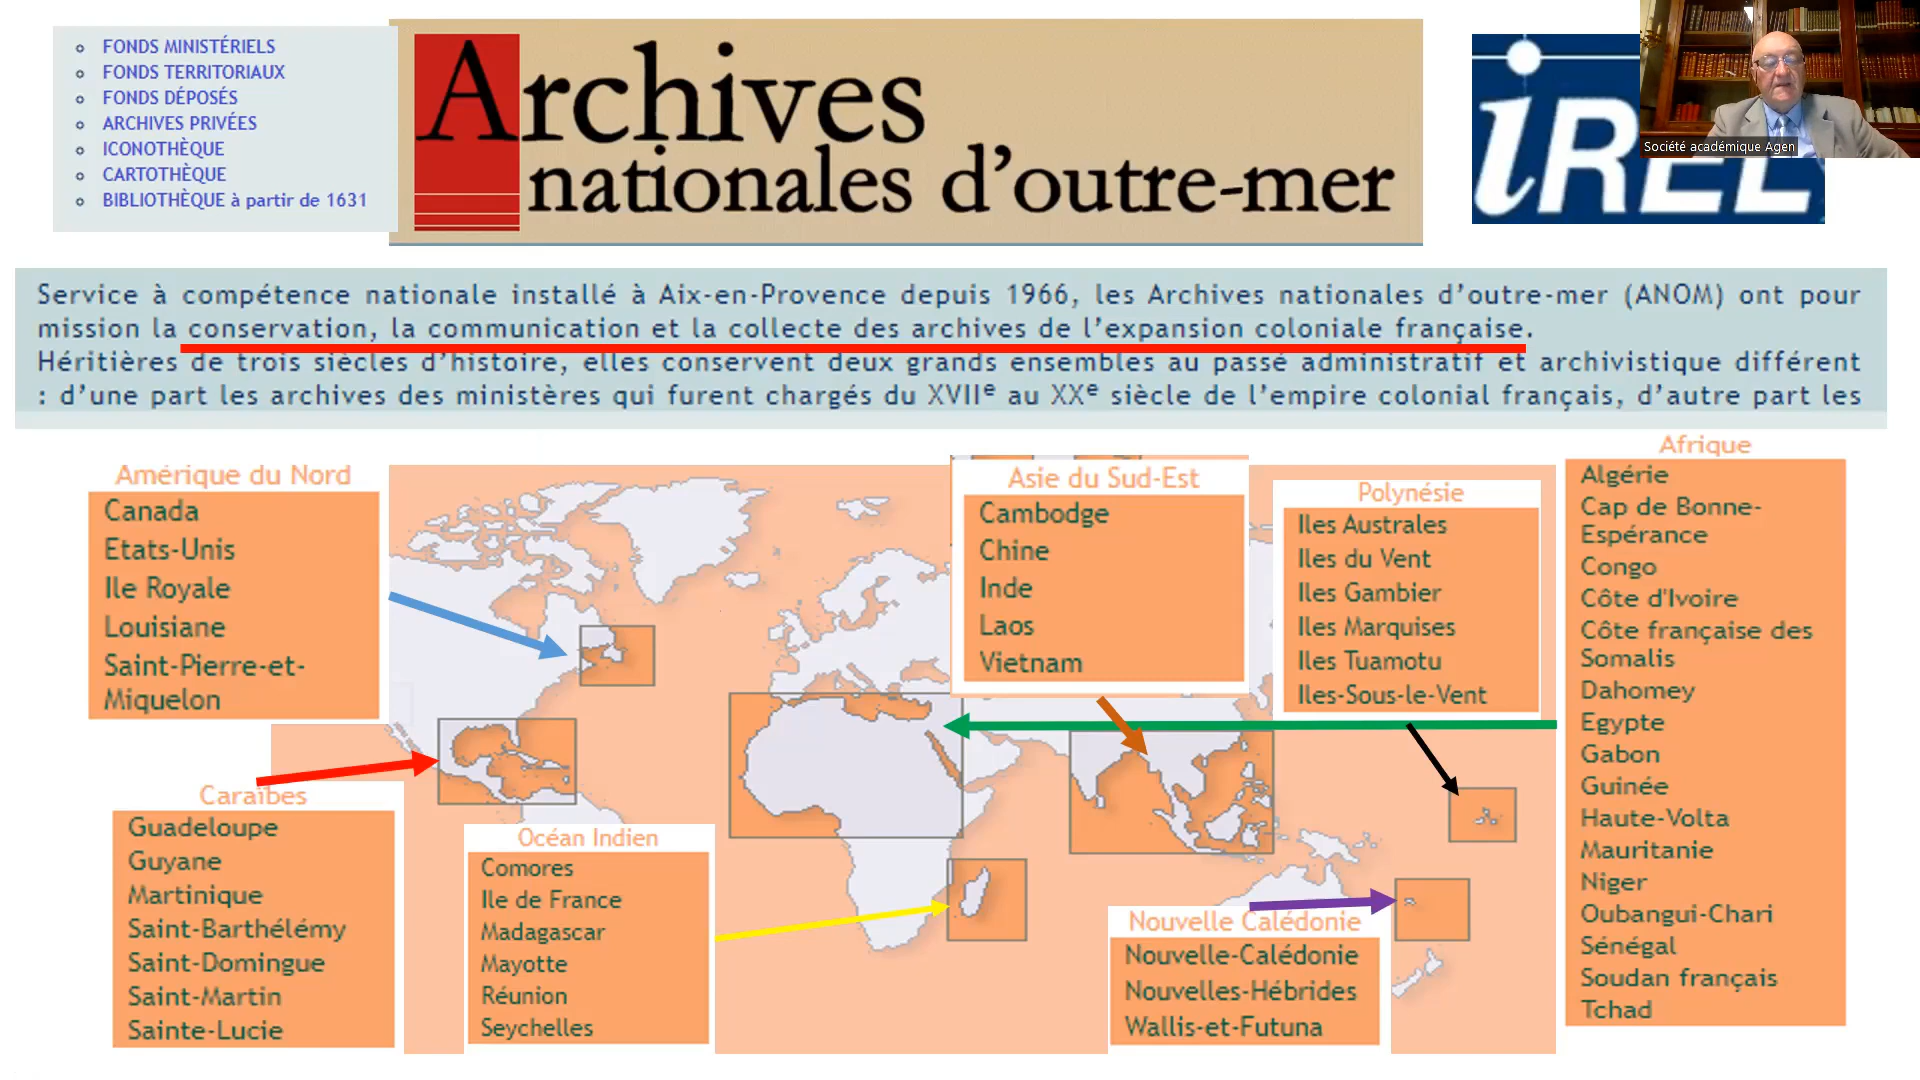 FONDS MINISTÉRIELS
FONDS TERRITORIAUX
FONDS DÉPOSÉS
ARCHIVES PRIVÉES
ICONOTHÈQUE
CARTOTHÈQUE
BIBLIOTHÈQUE à partir de 1631
Archives
nationales d'outre-mer
iREL
Société académique Agen
Service à compétence nationale installé à Aix-en-Provence depuis 1966, les Archives nationales d'outre-mer (ANOM) ont pour
mission la conservation, la communication et la collecte des archives de l'expansion coloniale française.
Héritières de trois siècles d'histoire, elles conservent deux grands ensembles au passé administratif et archivistique différent
: d'une part les archives des ministères qui furent chargés du XVIIe au XXe siècle de l'empire colonial français, d'autre part les
Amérique du Nord
Canada
Etats-Unis
Ile Royale
Louisiane
Saint-Pierre-et-
Miquelon
Caraïbes
Guadeloupe
Guyane
Martinique
Saint-Barthélémy
Saint-Domingue
Saint-Martin
Sainte-Lucie
Océan Indien
Comores
Ile de France
Madagascar
Mayotte
Réunion
Seychelles
Asie du Sud-Est
Cambodge
Chine
Inde
Laos
Vietnam
Polynésie
Iles Australes
Iles du Vent
Iles Gambier
Iles Marquises
Iles Tuamotu
Iles-Sous-le-Vent
Nouvelle Calédonie
Nouvelle-Calédonie
Nouvelles-Hébrides
Wallis-et-Futuna
Afrique
Algérie
Cap de Bonne-
Espérance
Congo
Côte d'Ivoire
Côte française des
Somalis
Dahomey
Egypte
Gabon
Guinée
Haute-Volta
Mauritanie
Niger
Oubangui-Chari
Sénégal
Soudan français
Tchad